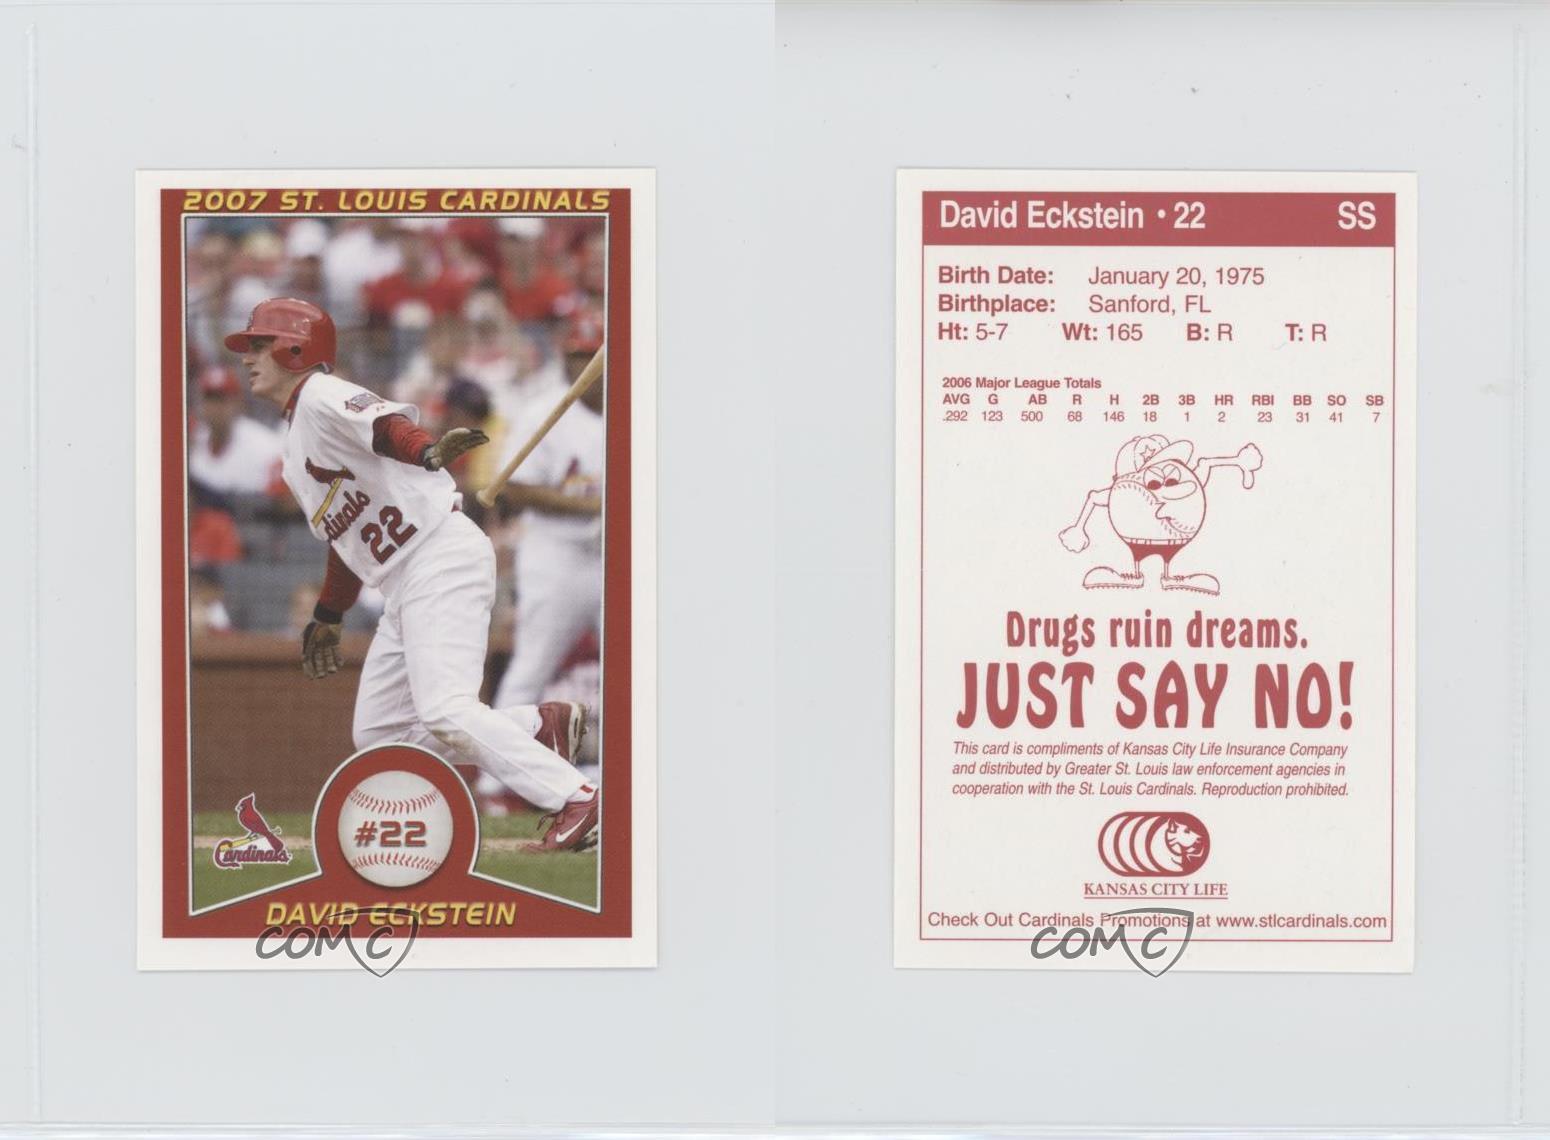 2007 ST. LOUIS CARDINALS
dinals
22
Cardinals
#22
DAVID ECKSTEIN
COMC
David Eckstein • 22 SS
Birth Date: January 20, 1975
Birthplace: Sanford, FL
Ht: 5-7 Wt: 165 B: R T: R
2006 Major League Totals
AVG G AB R H 2B 3B HR RBI BB SO SB
.292 123 500 68 146 18 1 2 23 31 41 7
Drugs ruin dreams.
JUST SAY NO!
This card is compliments of Kansas City Life Insurance Company
and distributed by Greater St. Louis law enforcement agencies in
cooperation with the St. Louis Cardinals. Reproduction prohibited.
KANSAS CITY LIFE
Check Out Cardinals Promotions at www.stlcardinals.com
COMC